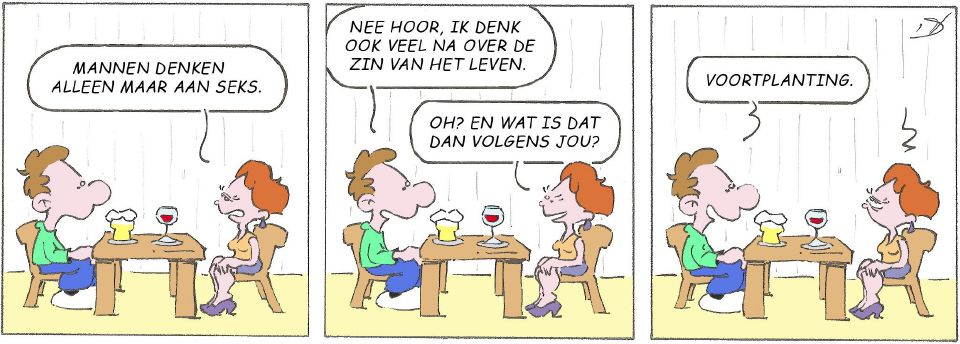 MANNEN DENKEN
ALLEEN MAAR AAN SEKS.
NEE HOOR, IK DENK
OOK VEEL NA OVER DE
ZIN VAN HET LEVEN.
OH? EN WAT IS DAT
DAN VOLGENS JOU?
VOORTPLANTING.